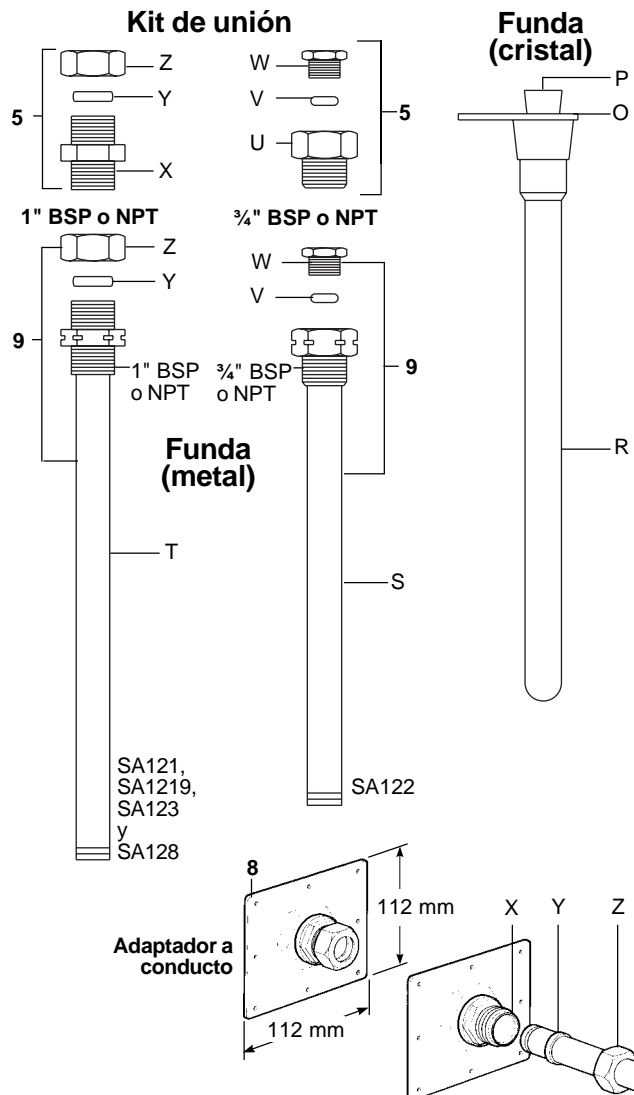 Kit de unión
Funda
(cristal)
Z
Y
5
X
1" BSP o NPT
W
V
5
U
¾" BSP o NPT
P
O
R
Z
Y
9
1" BSP
o NPT
W
V
9
¾" BSP
o NPT
Funda
(metal)
T
S
SA121,
SA1219,
SA123
y
SA128
SA122
8
112 mm
Adaptador a
conducto
112 mm
X
Y
Z